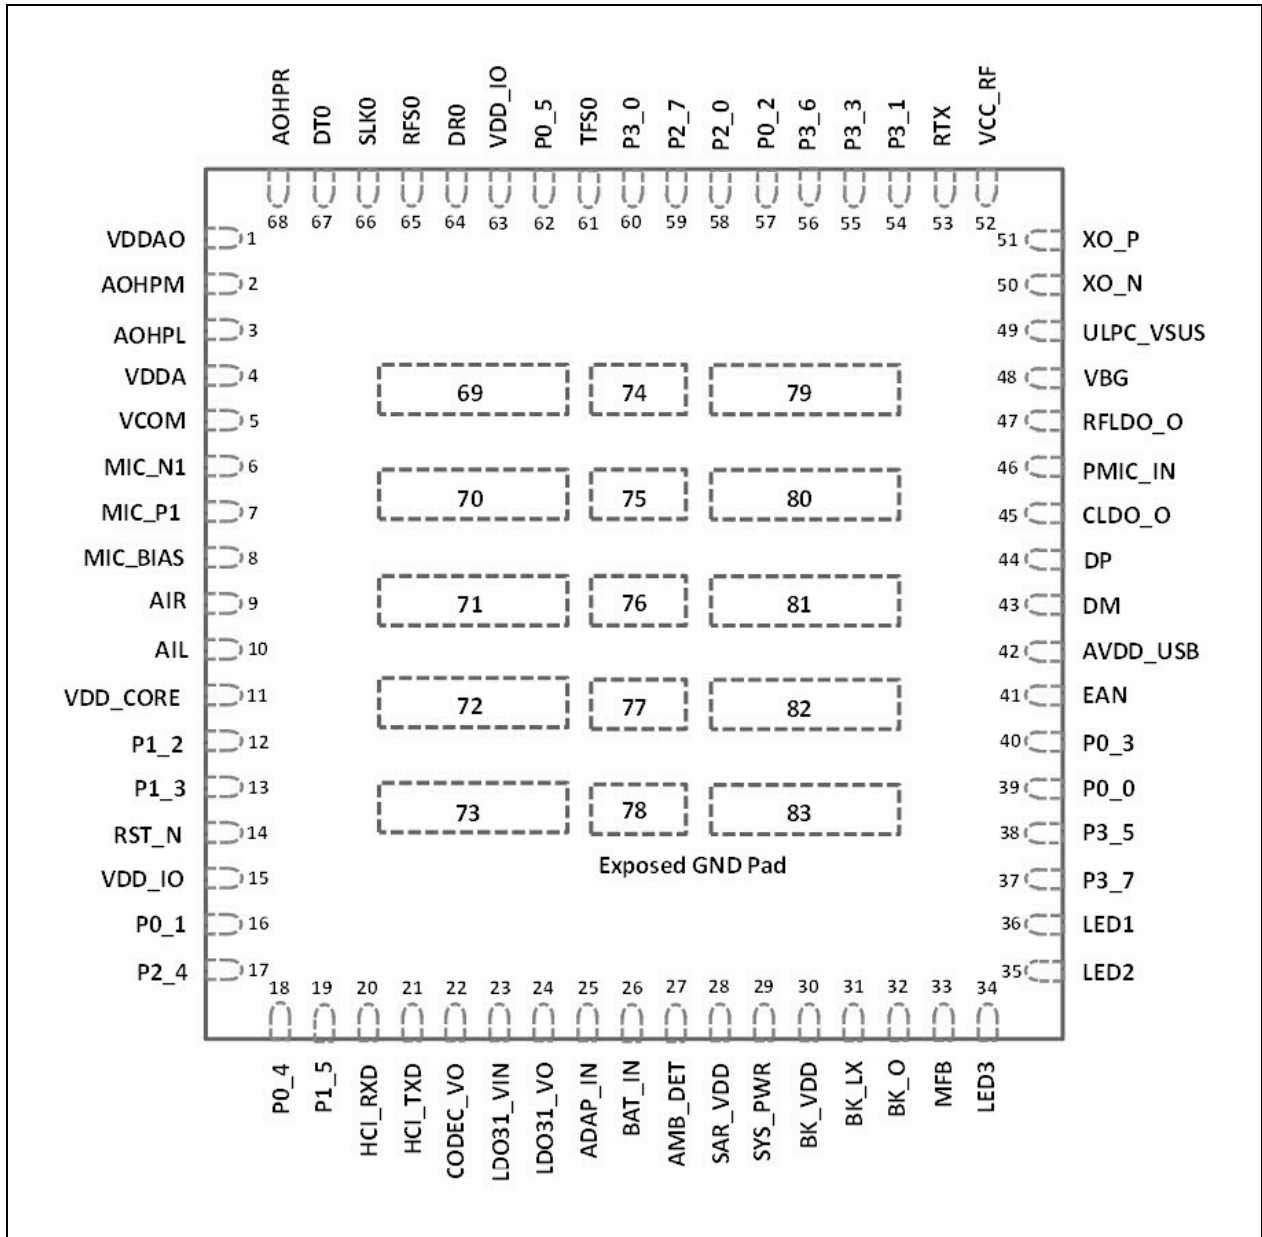 AOHPR DT0 SLK0 RFS0 DR0 VDD_IO P0_5 TFS0 P3_0 P2_7 P2_0 P0_2 P3_6 P3_3 P3_1 RTX VCC_RF
68 67 66 65 64 63 62 61 60 59 58 57 56 55 54 53 52
VDDAO 1 51 XO_P
AOHPM 2 50 XO_N
AOHPL 3 49 ULPC_VSUS
VDDA 4 48 VBG
69 74 79
VCOM 5 47 RFLDO_O
MIC_N1 6 46 PMIC_IN
70 75 80
MIC_P1 7 45 CLDO_O
MIC_BIAS 8 44 DP
AIR 9 43 DM
71 76 81
AIL 10 42 AVDD_USB
VDD_CORE 11 41 EAN
72 77 82
P1_2 12 40 P0_3
P1_3 13 39 P0_0
73 78 83
RST_N 14 38 P3_5
Exposed GND Pad
VDD_IO 15 37 P3_7
P0_1 16 36 LED1
P2_4 17 35 LED2
18 19 20 21 22 23 24 25 26 27 28 29 30 31 32 33 34
P0_4 P1_5 HCI_RXD HCI_TXD CODEC_VO LDO31_VIN LDO31_VO ADAP_IN BAT_IN AMB_DET SAR_VDD SYS_PWR BK_VDD BK_LX BK_O MFB LED3